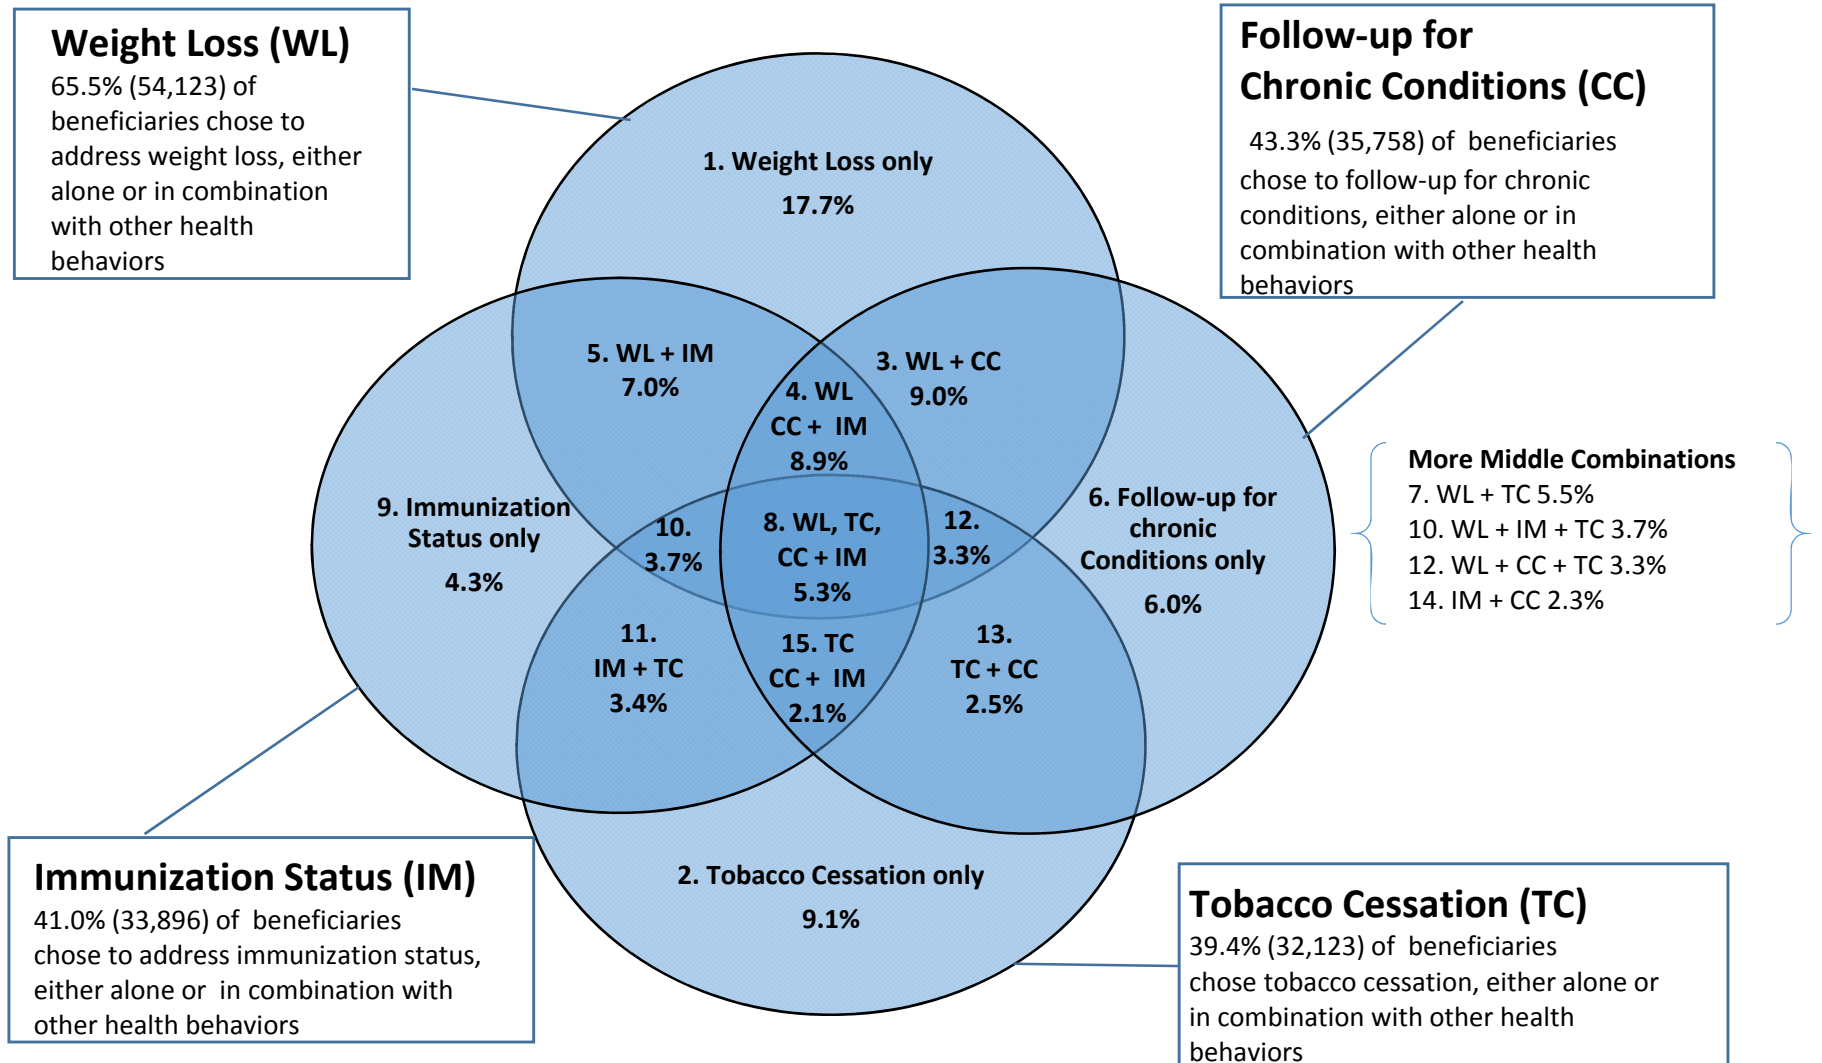 Weight Loss (WL)
65.5% (54,123) of
beneficiaries chose to
address weight loss, either
alone or in combination
with other health
behaviors
Follow-up for
Chronic Conditions (CC)
43.3% (35,758) of beneficiaries
chose to follow-up for chronic
conditions, either alone or in
combination with other health
behaviors
1. Weight Loss only
17.7%
5. WL + IM
7.0%
3. WL + CC
9.0%
4. WL
CC + IM
8.9%
9. Immunization
Status only
4.3%
10.
3.7%
8. WL, TC,
CC + IM
5.3%
12.
3.3%
6. Follow-up for
chronic
Conditions only
6.0%
More Middle Combinations
7. WL + TC 5.5%
10. WL + IM + TC 3.7%
12. WL + CC + TC 3.3%
14. IM + CC 2.3%
11.
IM + TC
3.4%
15. TC
CC + IM
2.1%
13.
TC + CC
2.5%
2. Tobacco Cessation only
9.1%
Immunization Status (IM)
41.0% (33,896) of beneficiaries
chose to address immunization status,
either alone or in combination with
other health behaviors
Tobacco Cessation (TC)
39.4% (32,123) of beneficiaries
chose tobacco cessation, either alone or
in combination with other health
behaviors